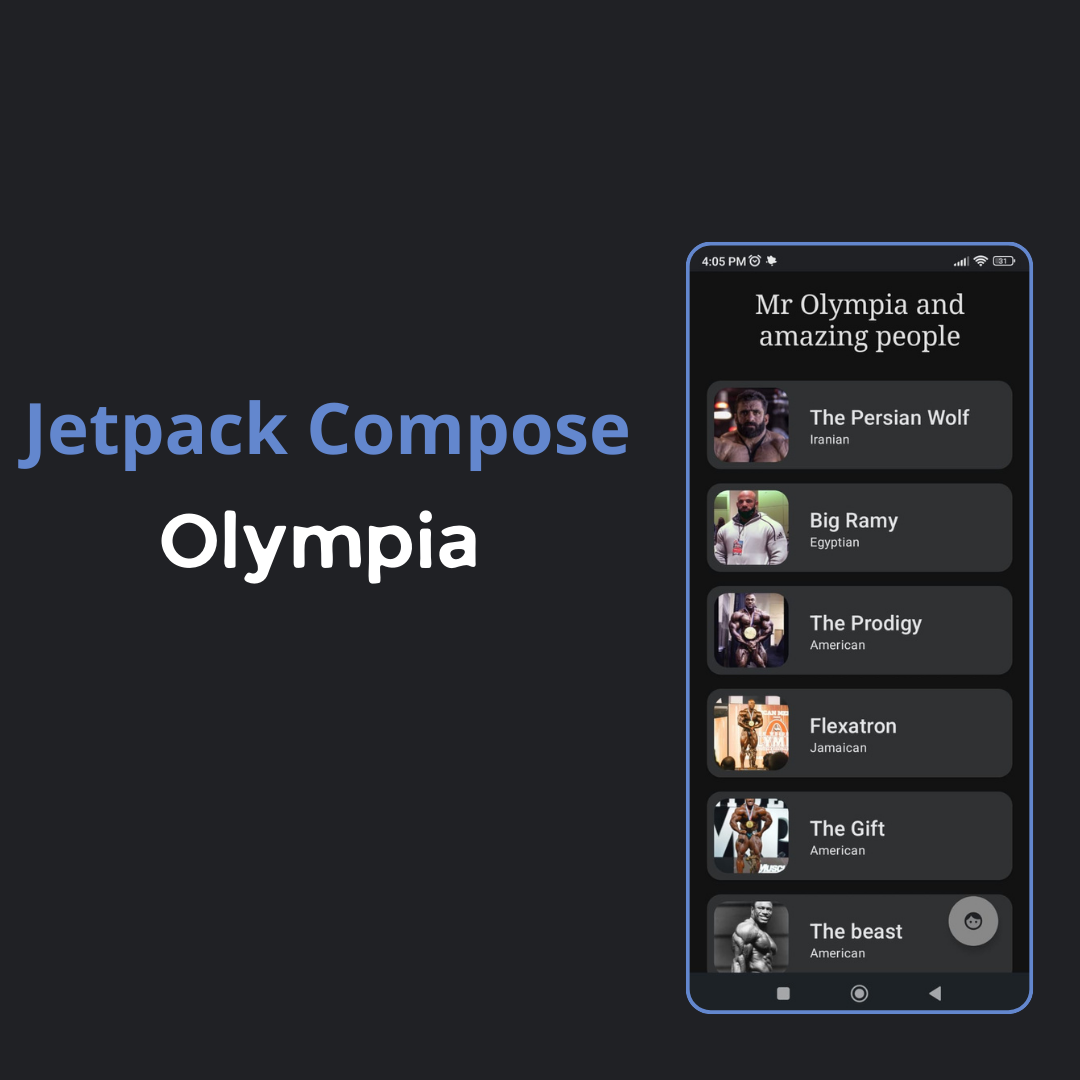 Jetpack Compose
Olympia
4:05 PM
31
Mr Olympia and
amazing people
The Persian Wolf
Iranian
Big Ramy
Egyptian
The Prodigy
American
Flexatron
Jamaican
The Gift
American
The beast
American